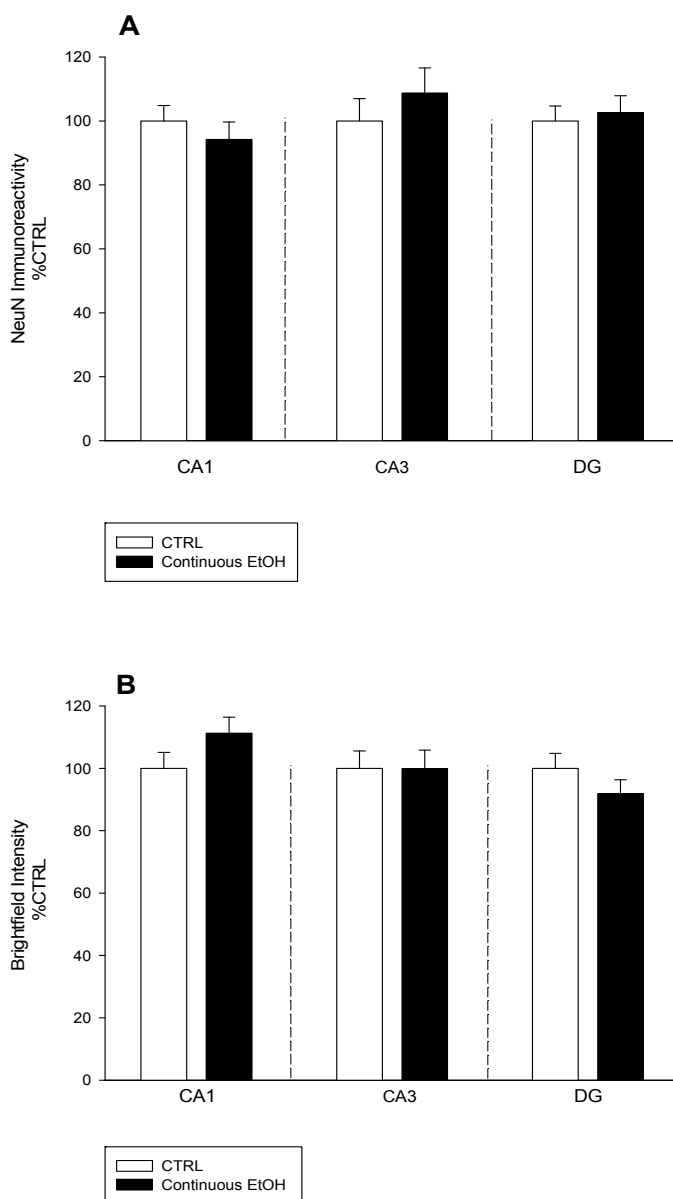 A
120
100
80
60
40
20
0
NeuN Immunoreactivity
%CTRL
CA1 CA3 DG
CTRL
Continuous EtOH
B
120
100
80
60
40
20
0
Brightfield Intensity
%CTRL
CA1 CA3 DG
CTRL
Continuous EtOH